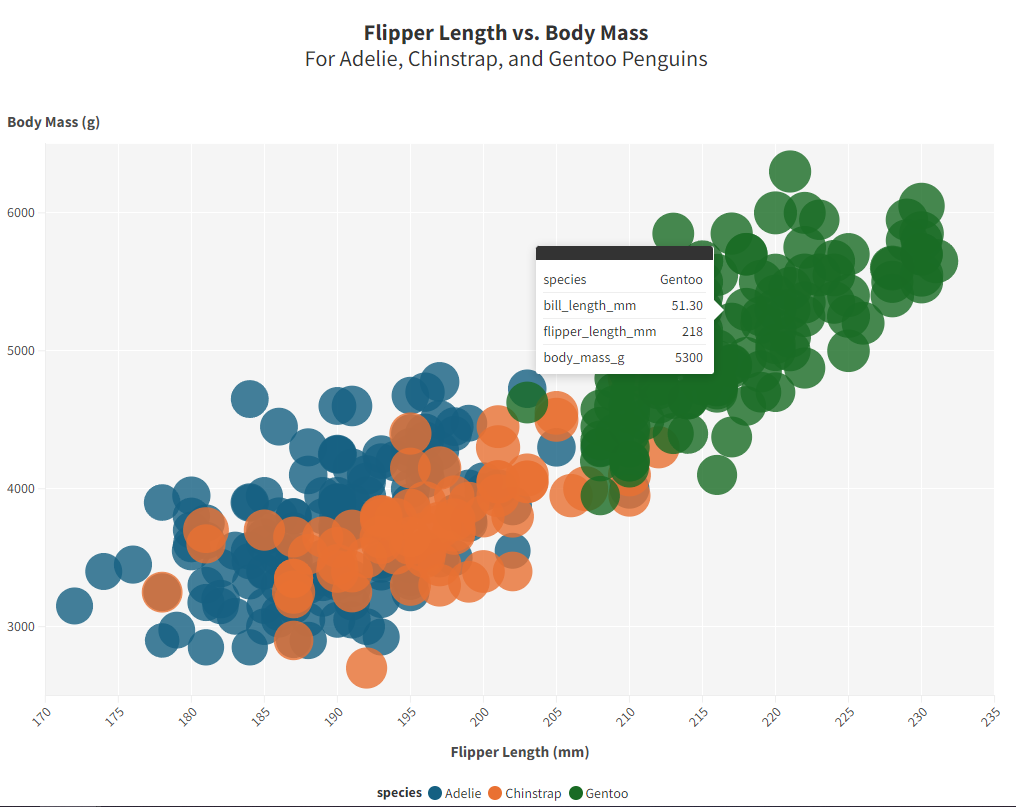 Flipper Length vs. Body Mass
For Adelie, Chinstrap, and Gentoo Penguins
Body Mass (g)
6000
5000
4000
3000
species Gentoo
bill_length_mm 51.30
flipper_length_mm 218
body_mass_g 5300
170 175 180 185 190 195 200 205 210 215 220 225 230 235
Flipper Length (mm)
species Adelie Chinstrap Gentoo